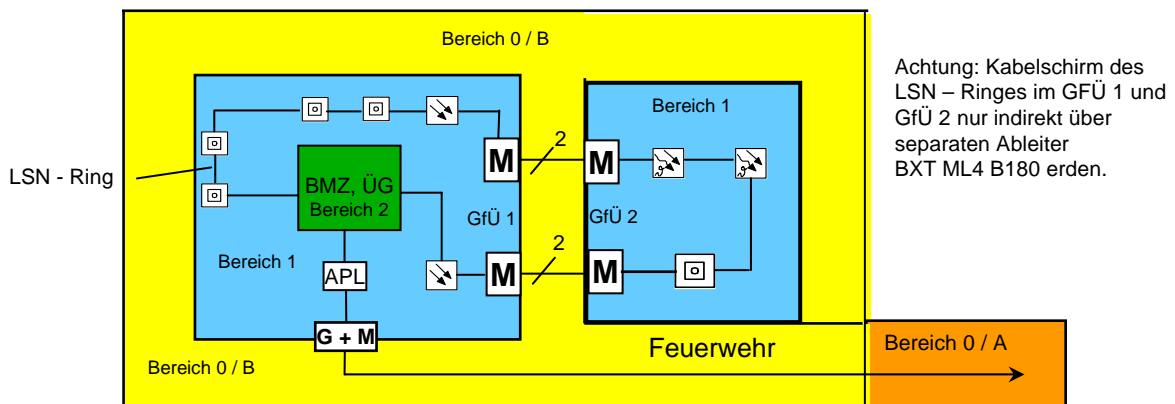 Bereich 0 / B
Achtung: Kabelschirm des
LSN – Ringes im GFÜ 1 und
GfÜ 2 nur indirekt über
separaten Ableiter
BXT ML4 B180 erden.
LSN - Ring
BMZ, ÜG
Bereich 2
Bereich 1
APL
G + M
M
M
GfÜ 1
2
2
Bereich 1
M
M
GfÜ 2
Feuerwehr
Bereich 0 / B
Bereich 0 / A